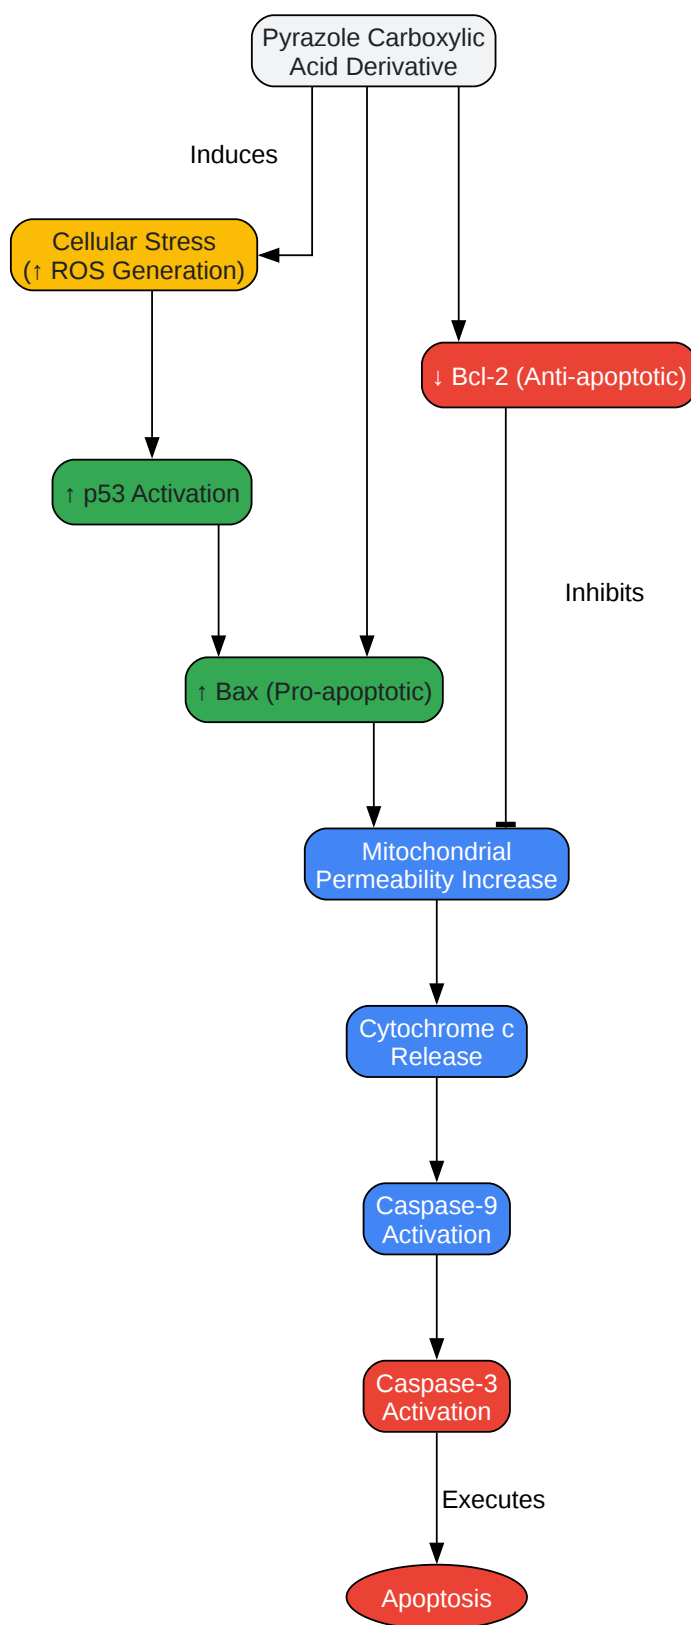 Pyrazole Carboxylic
Acid Derivative
Induces
Cellular Stress
(↑ ROS Generation)
↓ Bcl-2 (Anti-apoptotic)
↑ p53 Activation
Inhibits
↑ Bax (Pro-apoptotic)
Mitochondrial
Permeability Increase
Cytochrome c
Release
Caspase-9
Activation
Caspase-3
Activation
Executes
Apoptosis